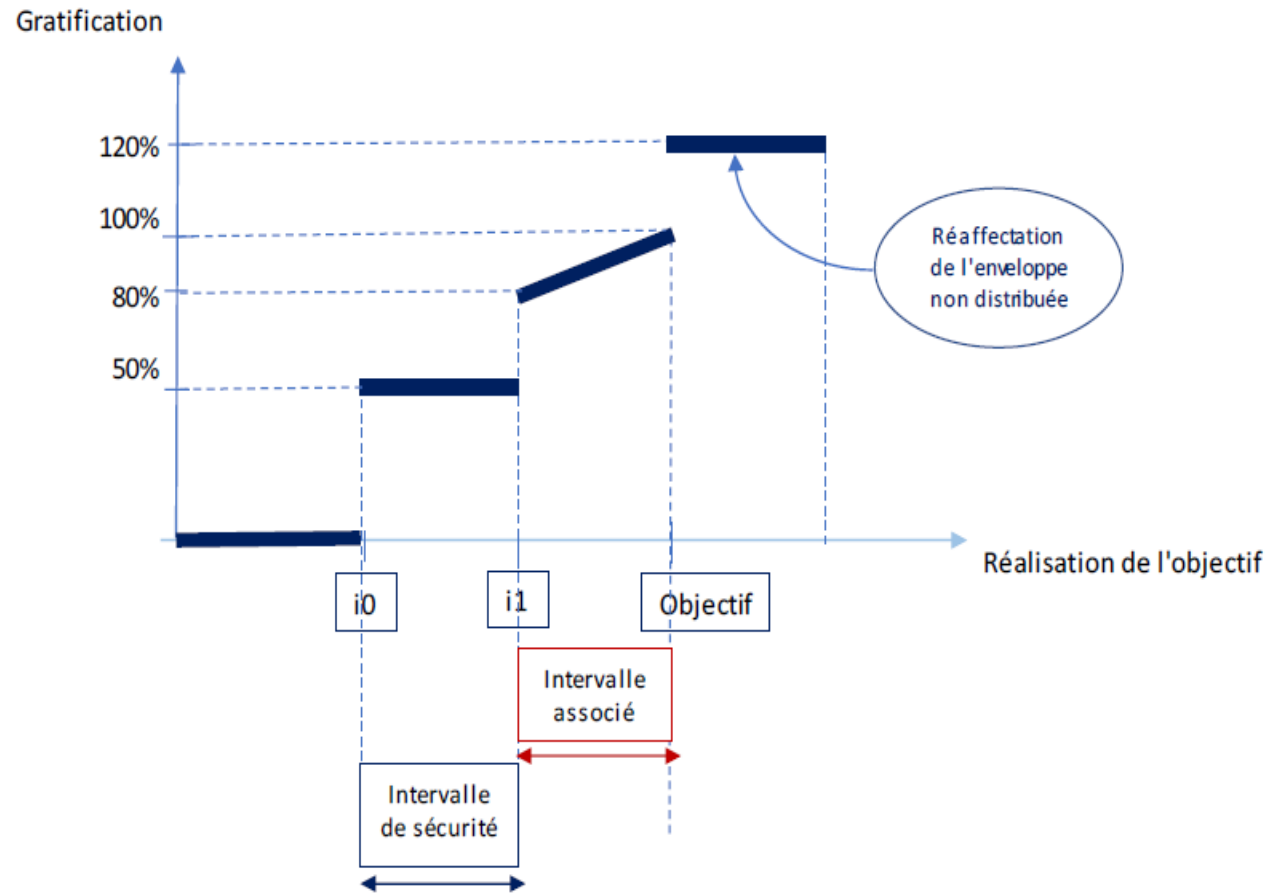 Gratification
120%
100%
80%
50%
Réaffectation
de l'enveloppe
non distribuée
Réalisation de l'objectif
i0
i1
Objectif
Intervalle
associé
Intervalle
de sécurité